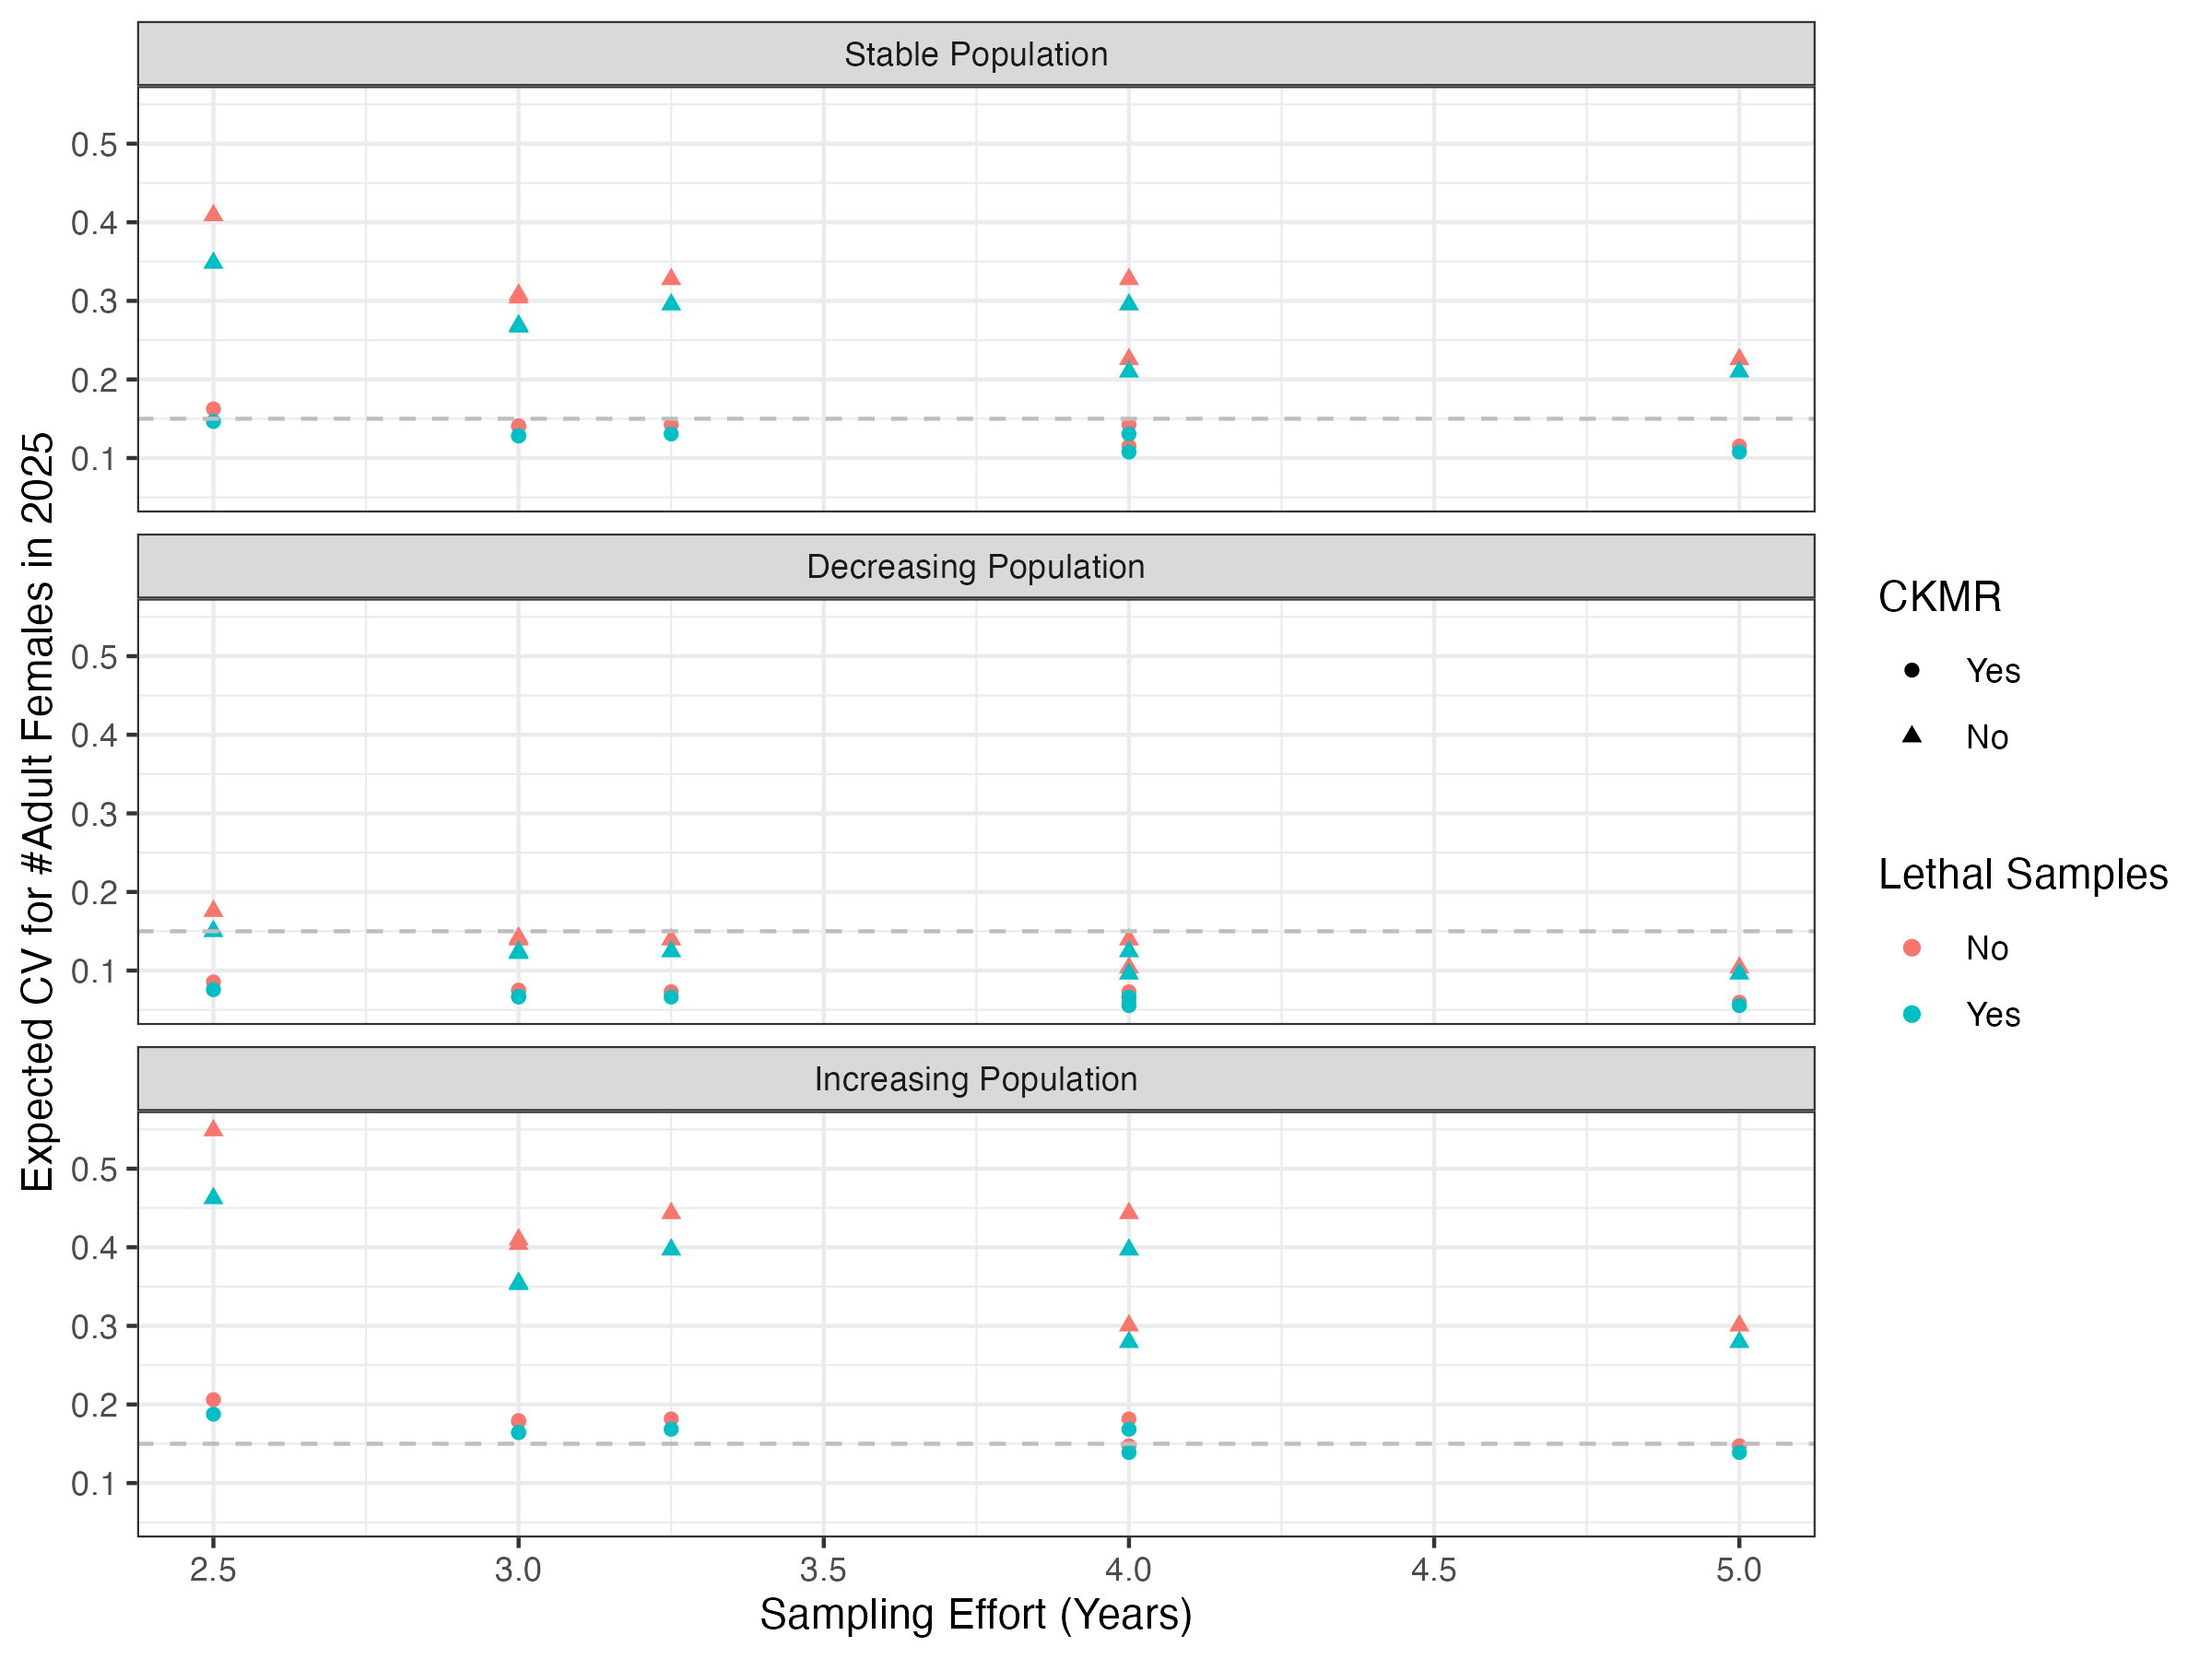 Stable Population
0.5
0.4
0.3
0.2
0.1
Decreasing Population
0.5
0.4
0.3
0.2
0.1
Increasing Population
0.5
0.4
0.3
0.2
0.1
2.5 3.0 3.5 4.0 4.5 5.0
Sampling Effort (Years)
Expected CV for #Adult Females in 2025
CKMR
Yes
No
Lethal Samples
No
Yes